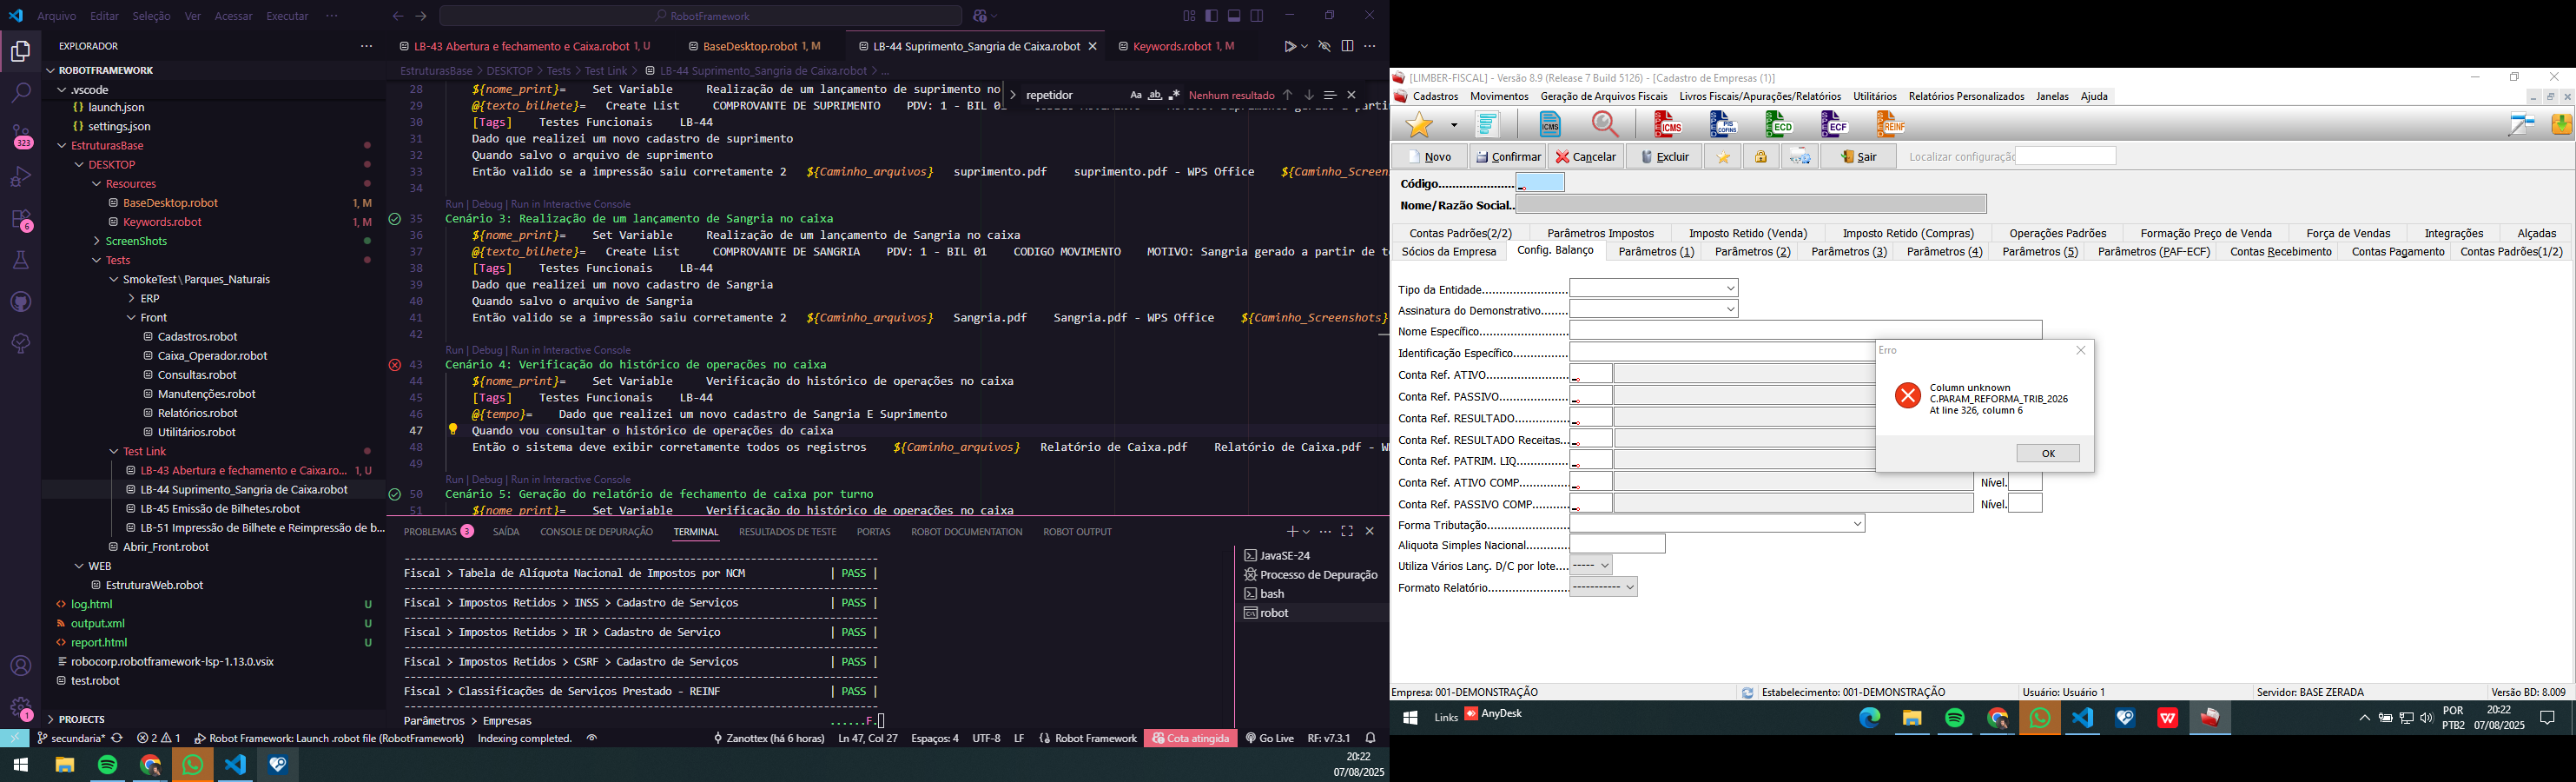 Arquivo Editar Seleção Ver Acessar Executar ···
RobotFramework
EXPLORADOR ···
ROBOTFRAMEWORK
.vscode
launch.json
settings.json
EstruturasBase
DESKTOP
Resources
BaseDesktop.robot 1, M
Keywords.robot 1, M
ScreenShots
Tests
SmokeTest\Parques_Naturais
ERP
Front
Cadastros.robot
Caixa_Operador.robot
Consultas.robot
Manutenções.robot
Relatórios.robot
Utilitários.robot
Test Link
LB-43 Abertura e fechamento e Caixa.ro... 1, U
LB-44 Suprimento_Sangria de Caixa.robot
LB-45 Emissão de Bilhetes.robot
LB-51 Impressão de Bilhete e Reimpressão de b...
Abrir_Front.robot
WEB
EstruturaWeb.robot
log.html U
output.xml U
report.html U
robocorp.robotframework-lsp-1.13.0.vsix
test.robot
PROJECTS
323
6
1
LB-43 Abertura e fechamento e Caixa.robot 1, U
BaseDesktop.robot 1, M
LB-44 Suprimento_Sangria de Caixa.robot
Keywords.robot 1, M
EstruturasBase > DESKTOP > Tests > Test Link > LB-44 Suprimento_Sangria de Caixa.robot > ...
repetidor Aa ab Nenhum resultado
28 ${nome_print}= Set Variable Realização de um lançamento de suprimento no
29 @{texto_bilhete}= Create List COMPROVANTE DE SUPRIMENTO PDV: 1 - BIL 01
30 [Tags] Testes Funcionais LB-44
31 Dado que realizei um novo cadastro de suprimento
32 Quando salvo o arquivo de suprimento
33 Então valido se a impressão saiu corretamente 2 ${Caminho_arquivos} suprimento.pdf suprimento.pdf - WPS Office ${Caminho_Screen
34
Run | Debug | Run in Interactive Console
35 Cenário 3: Realização de um lançamento de Sangria no caixa
36 ${nome_print}= Set Variable Realização de um lançamento de Sangria no caixa
37 @{texto_bilhete}= Create List COMPROVANTE DE SANGRIA PDV: 1 - BIL 01 CODIGO MOVIMENTO MOTIVO: Sangria gerado a partir de te
38 [Tags] Testes Funcionais LB-44
39 Dado que realizei um novo cadastro de Sangria
40 Quando salvo o arquivo de Sangria
41 Então valido se a impressão saiu corretamente 2 ${Caminho_arquivos} Sangria.pdf Sangria.pdf - WPS Office ${Caminho_Screenshots}
42
Run | Debug | Run in Interactive Console
43 Cenário 4: Verificação do histórico de operações no caixa
44 ${nome_print}= Set Variable Verificação do histórico de operações no caixa
45 [Tags] Testes Funcionais LB-44
46 @{tempo}= Dado que realizei um novo cadastro de Sangria E Suprimento
47 Quando vou consultar o histórico de operações do caixa
48 Então o sistema deve exibir corretamente todos os registros ${Caminho_arquivos} Relatório de Caixa.pdf Relatório de Caixa.pdf - W
49
Run | Debug | Run in Interactive Console
50 Cenário 5: Geração do relatório de fechamento de caixa por turno
51 ${nome_print}= Set Variable Verificação do histórico de operações no caixa
PROBLEMAS 3 SAÍDA CONSOLE DE DEPURAÇÃO TERMINAL RESULTADOS DE TESTE PORTAS ROBOT DOCUMENTATION ROBOT OUTPUT
Fiscal > Tabela de Alíquota Nacional de Impostos por NCM | PASS |
Fiscal > Impostos Retidos > INSS > Cadastro de Serviços | PASS |
Fiscal > Impostos Retidos > IR > Cadastro de Serviço | PASS |
Fiscal > Impostos Retidos > CSRF > Cadastro de Serviços | PASS |
Fiscal > Classificações de Serviços Prestado - REINF | PASS |
Parâmetros > Empresas ......F.
JavaSE-24
Processo de Depuração
bash
robot
secundaria* 2 1 Robot Framework: Launch .robot file (RobotFramework) Indexing completed. Zanottex (há 6 horas) Ln 47, Col 27 Espaços: 4 UTF-8 LF Robot Framework Cota atingida Go Live RF: v7.3.1
20:22
07/08/2025
[LIMBER-FISCAL] - Versão 8.9 (Release 7 Build 5126) - [Cadastro de Empresas (1)]
Cadastros Movimentos Geração de Arquivos Fiscais Livros Fiscais/Apurações/Relatórios Utilitários Relatórios Personalizados Janelas Ajuda
ICMS ICMS PIS COFINS ECD ECF REINF
Novo Confirmar Cancelar Excluir Sair Localizar configuração
Código......................
Nome/Razão Social..
Contas Padrões(2/2) Parâmetros Impostos Imposto Retido (Venda) Imposto Retido (Compras) Operações Padrões Formação Preço de Venda Força de Vendas Integrações Alçadas
Sócios da Empresa Config. Balanço Parâmetros (1) Parâmetros (2) Parâmetros (3) Parâmetros (4) Parâmetros (5) Parâmetros (PAF-ECF) Contas Recebimento Contas Pagamento Contas Padrões(1/2)
Tipo da Entidade.........................
Assinatura do Demonstrativo........
Nome Específico..........................
Identificação Específico................
Conta Ref. ATIVO........................
Conta Ref. PASSIVO....................
Conta Ref. RESULTADO................
Conta Ref. RESULTADO Receitas...
Conta Ref. PATRIM. LIQ...............
Conta Ref. ATIVO COMP............... Nível.
Conta Ref. PASSIVO COMP........... Nível.
Forma Tributação........................
Aliquota Simples Nacional.............
Utiliza Vários Lanç. D/C por lote.... -----
Formato Relatório....................... -----------
Erro
Column unknown
C.PARAM_REFORMA_TRIB_2026
At line 326, column 6
OK
Empresa: 001-DEMONSTRAÇÃO Estabelecimento: 001-DEMONSTRAÇÃO Usuário: Usuário 1 Servidor: BASE ZERADA Versão BD: 8.009
Links AnyDesk
POR
PTB2
20:22
07/08/2025